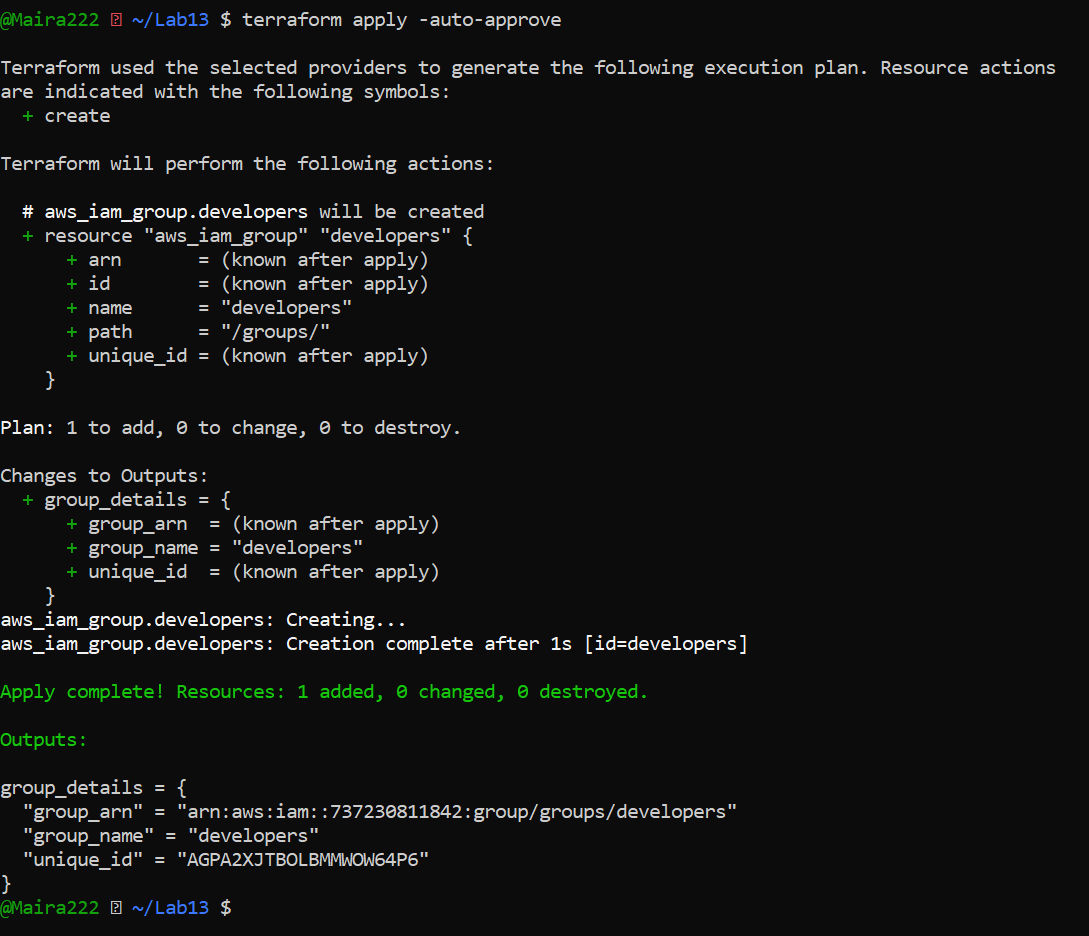 @Maira222 ~/Lab13 $ terraform apply -auto-approve
Terraform used the selected providers to generate the following execution plan. Resource actions
are indicated with the following symbols:
  + create
Terraform will perform the following actions:
  # aws_iam_group.developers will be created
  + resource "aws_iam_group" "developers" {
      + arn       = (known after apply)
      + id        = (known after apply)
      + name      = "developers"
      + path      = "/groups/"
      + unique_id = (known after apply)
    }
Plan: 1 to add, 0 to change, 0 to destroy.
Changes to Outputs:
  + group_details = {
      + group_arn  = (known after apply)
      + group_name = "developers"
      + unique_id  = (known after apply)
    }
aws_iam_group.developers: Creating...
aws_iam_group.developers: Creation complete after 1s [id=developers]
Apply complete! Resources: 1 added, 0 changed, 0 destroyed.
Outputs:
group_details = {
  "group_arn" = "arn:aws:iam::737230811842:group/groups/developers"
  "group_name" = "developers"
  "unique_id" = "AGPA2XJTBOLBMMWOW64P6"
}
@Maira222 ~/Lab13 $